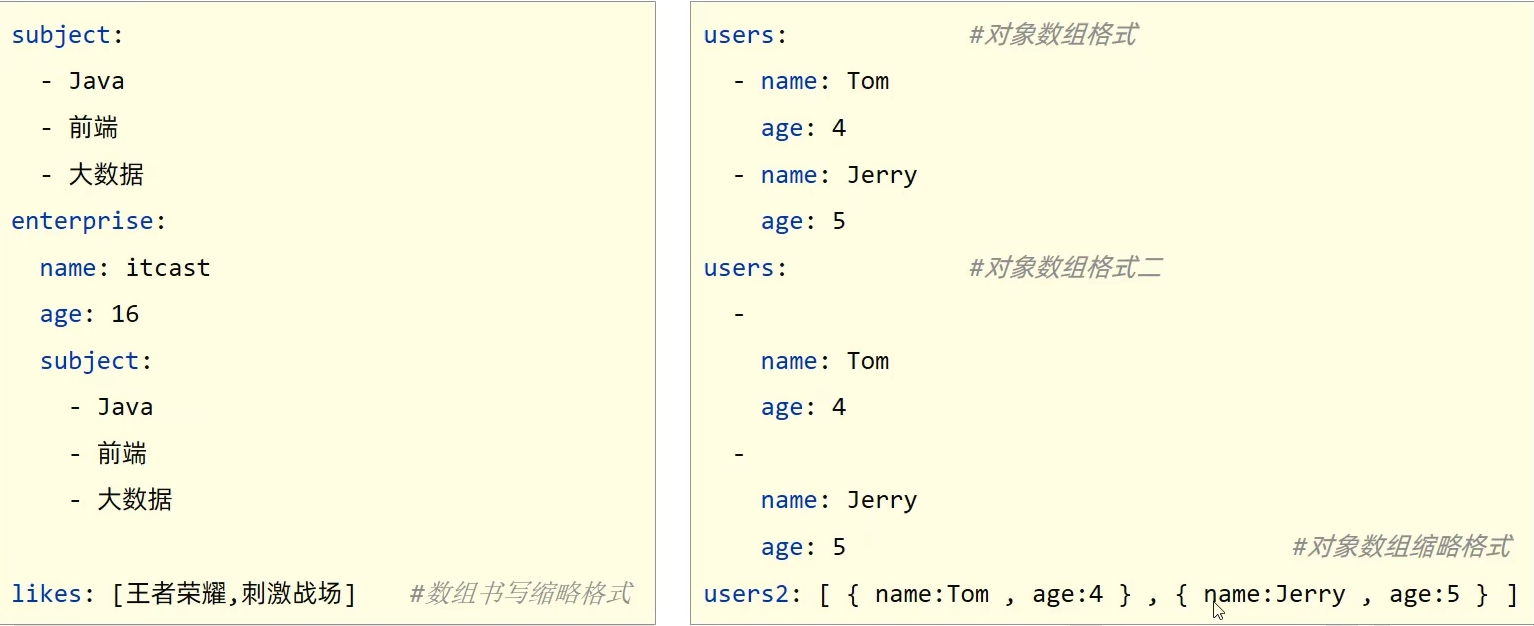 subject:
  - Java
  - 前端
  - 大数据
enterprise:
  name: itcast
  age: 16
  subject:
    - Java
    - 前端
    - 大数据
likes: [王者荣耀,刺激战场]    #数组书写缩略格式
users:             #对象数组格式
  - name: Tom
    age: 4
  - name: Jerry
    age: 5
users:             #对象数组格式二
  -
    name: Tom
    age: 4
  -
    name: Jerry
    age: 5                               #对象数组缩略格式
users2: [ { name:Tom , age:4 } , { name:Jerry , age:5 } ]